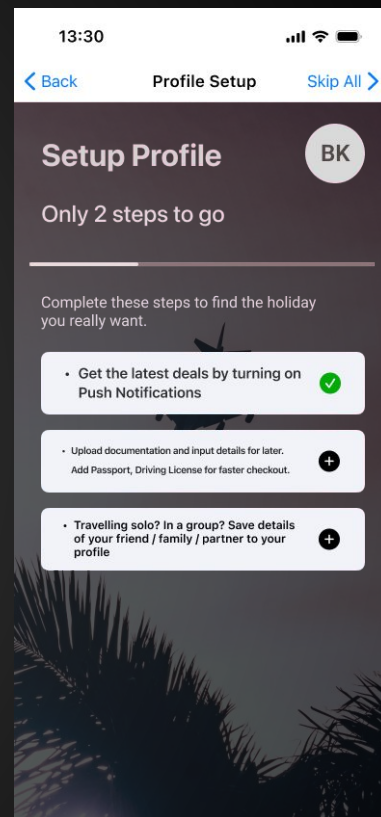 13:30
Back
Profile Setup
Skip All
Setup Profile
BK
Only 2 steps to go
Complete these steps to find the holiday
you really want.
• Get the latest deals by turning on
Push Notifications
• Upload documentation and input details for later.
Add Passport, Driving License for faster checkout.
• Travelling solo? In a group? Save details
of your friend / family / partner to your
profile